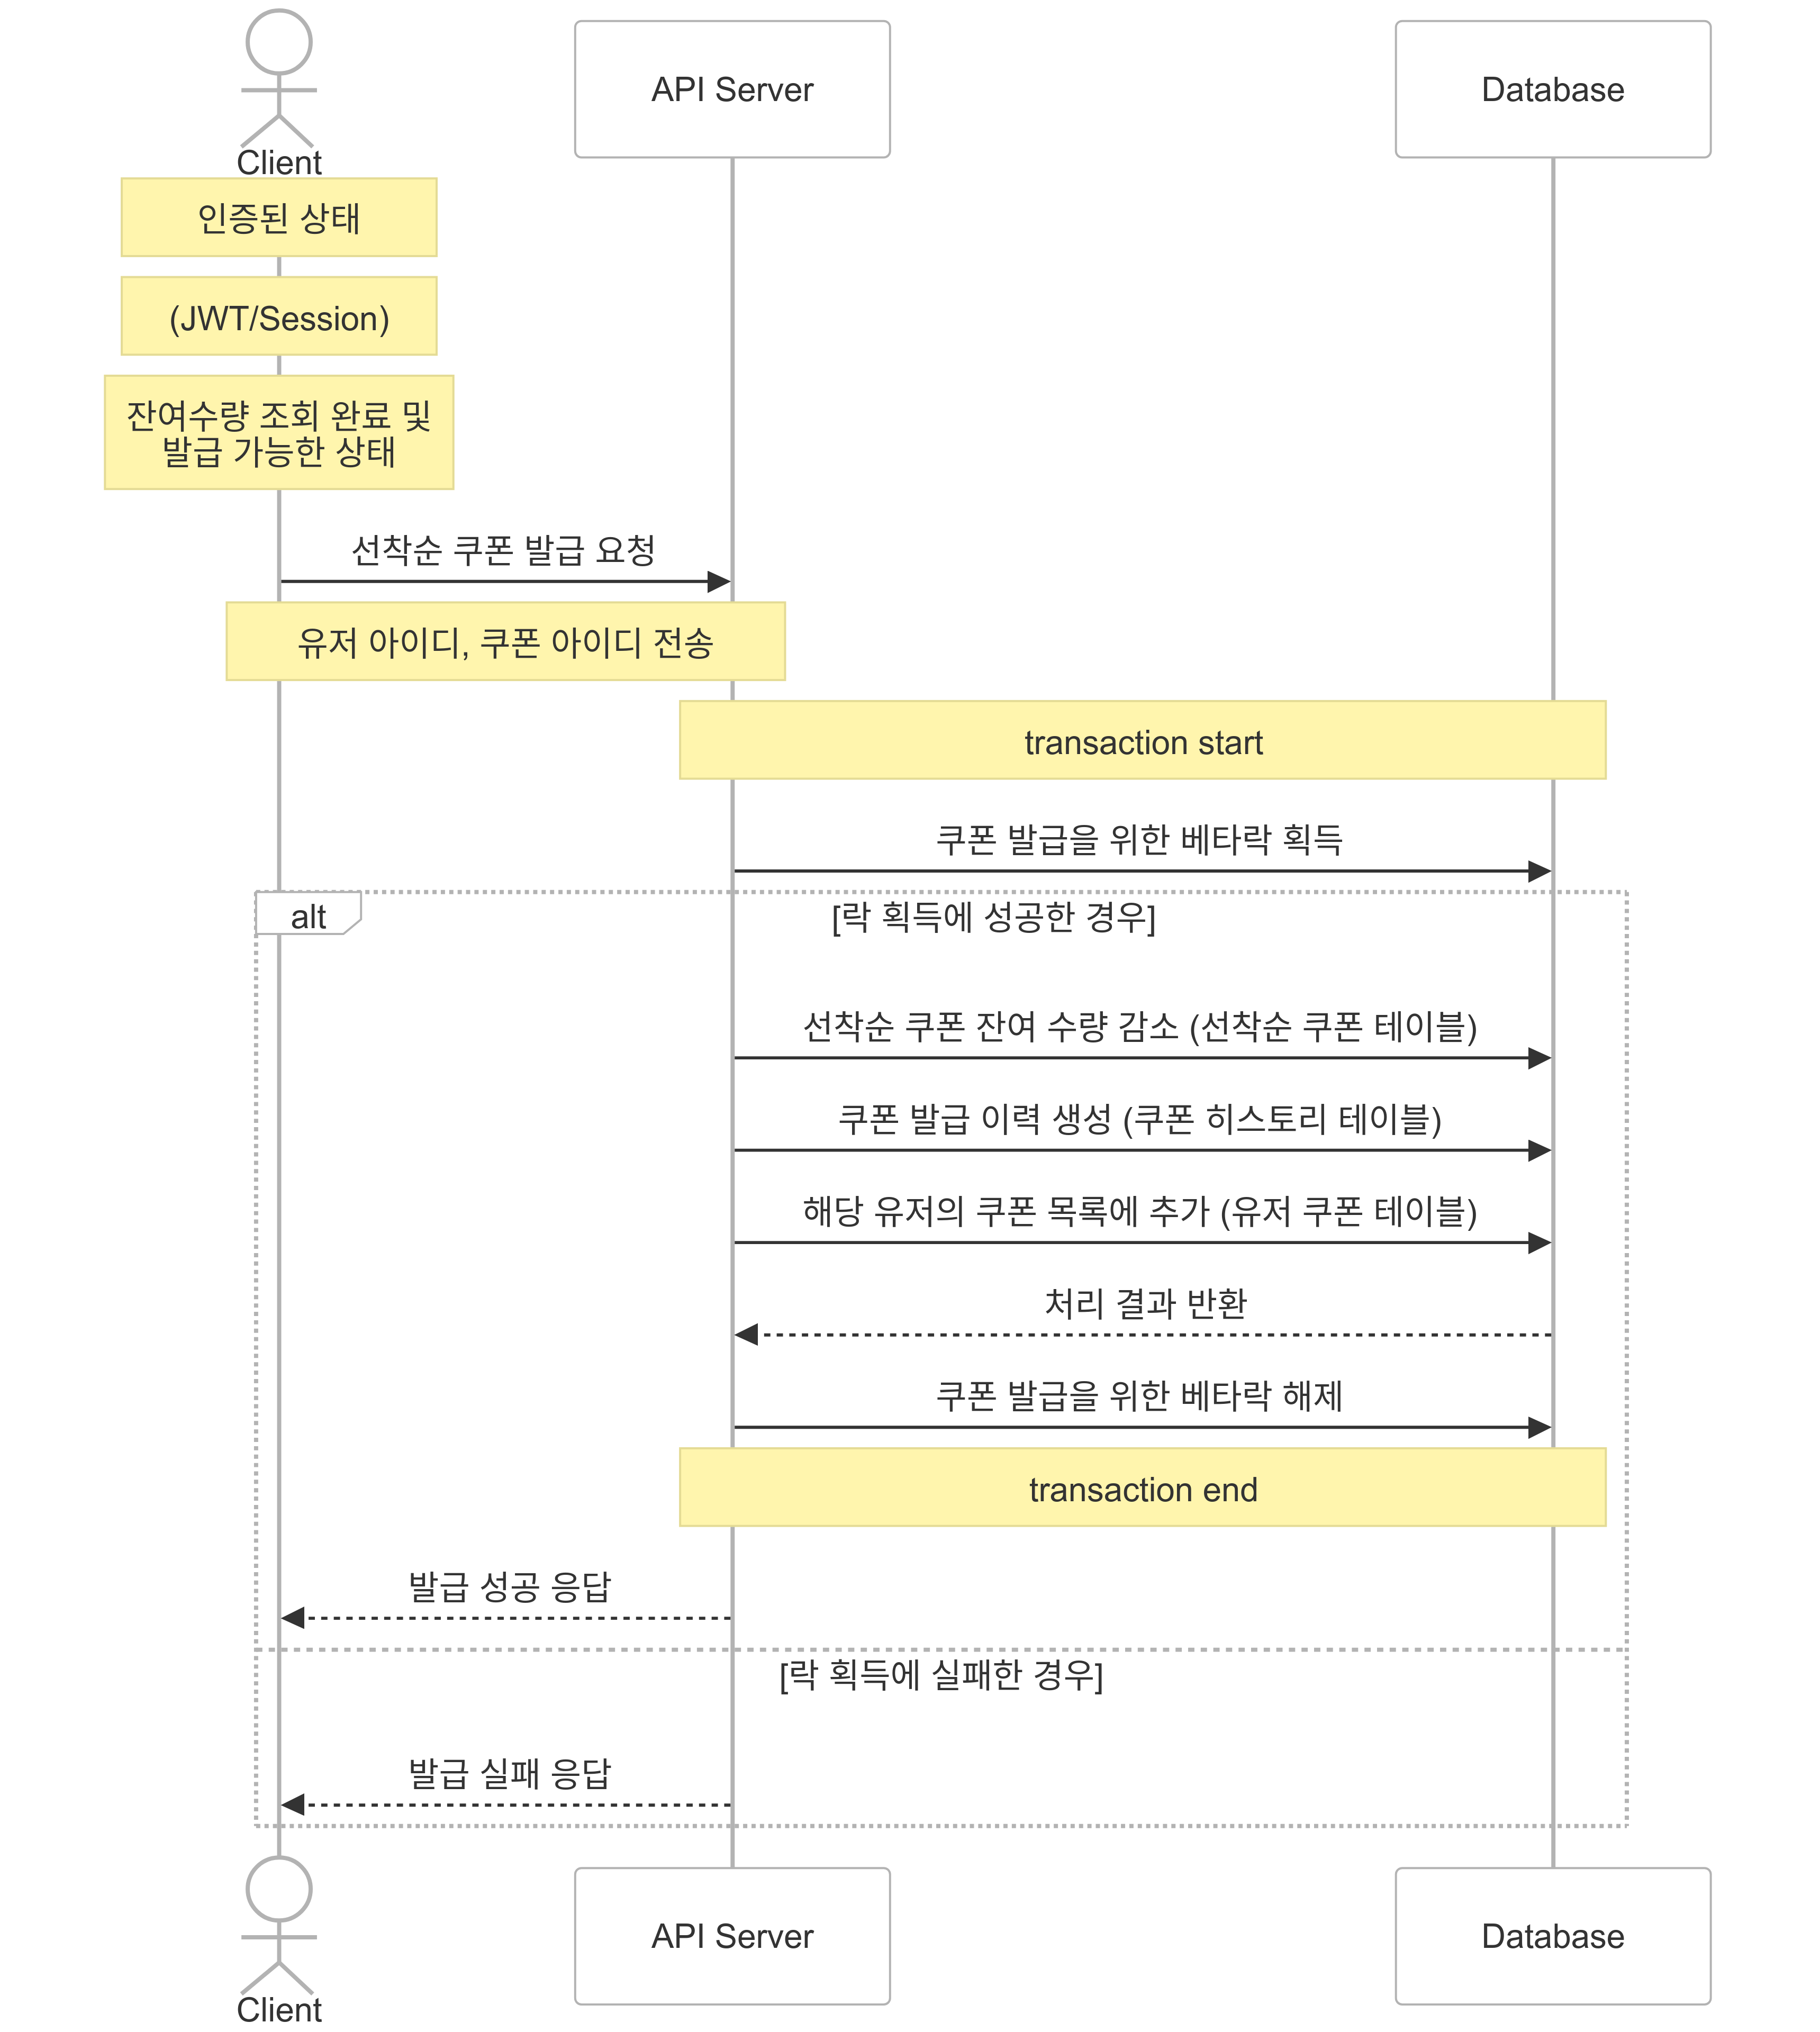 Client
API Server
Database
인증된 상태
(JWT/Session)
잔여수량 조회 완료 및
발급 가능한 상태
선착순 쿠폰 발급 요청
유저 아이디, 쿠폰 아이디 전송
transaction start
쿠폰 발급을 위한 베타락 획득
alt
[락 획득에 성공한 경우]
선착순 쿠폰 잔여 수량 감소 (선착순 쿠폰 테이블)
쿠폰 발급 이력 생성 (쿠폰 히스토리 테이블)
해당 유저의 쿠폰 목록에 추가 (유저 쿠폰 테이블)
처리 결과 반환
쿠폰 발급을 위한 베타락 해제
transaction end
발급 성공 응답
[락 획득에 실패한 경우]
발급 실패 응답
Client
API Server
Database